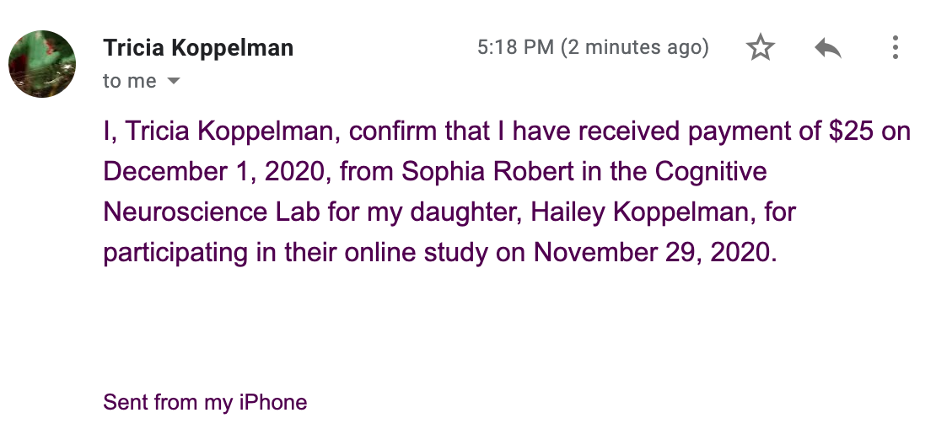 Tricia Koppelman
5:18 PM (2 minutes ago)
to me
I, Tricia Koppelman, confirm that I have received payment of $25 on
December 1, 2020, from Sophia Robert in the Cognitive
Neuroscience Lab for my daughter, Hailey Koppelman, for
participating in their online study on November 29, 2020.
Sent from my iPhone